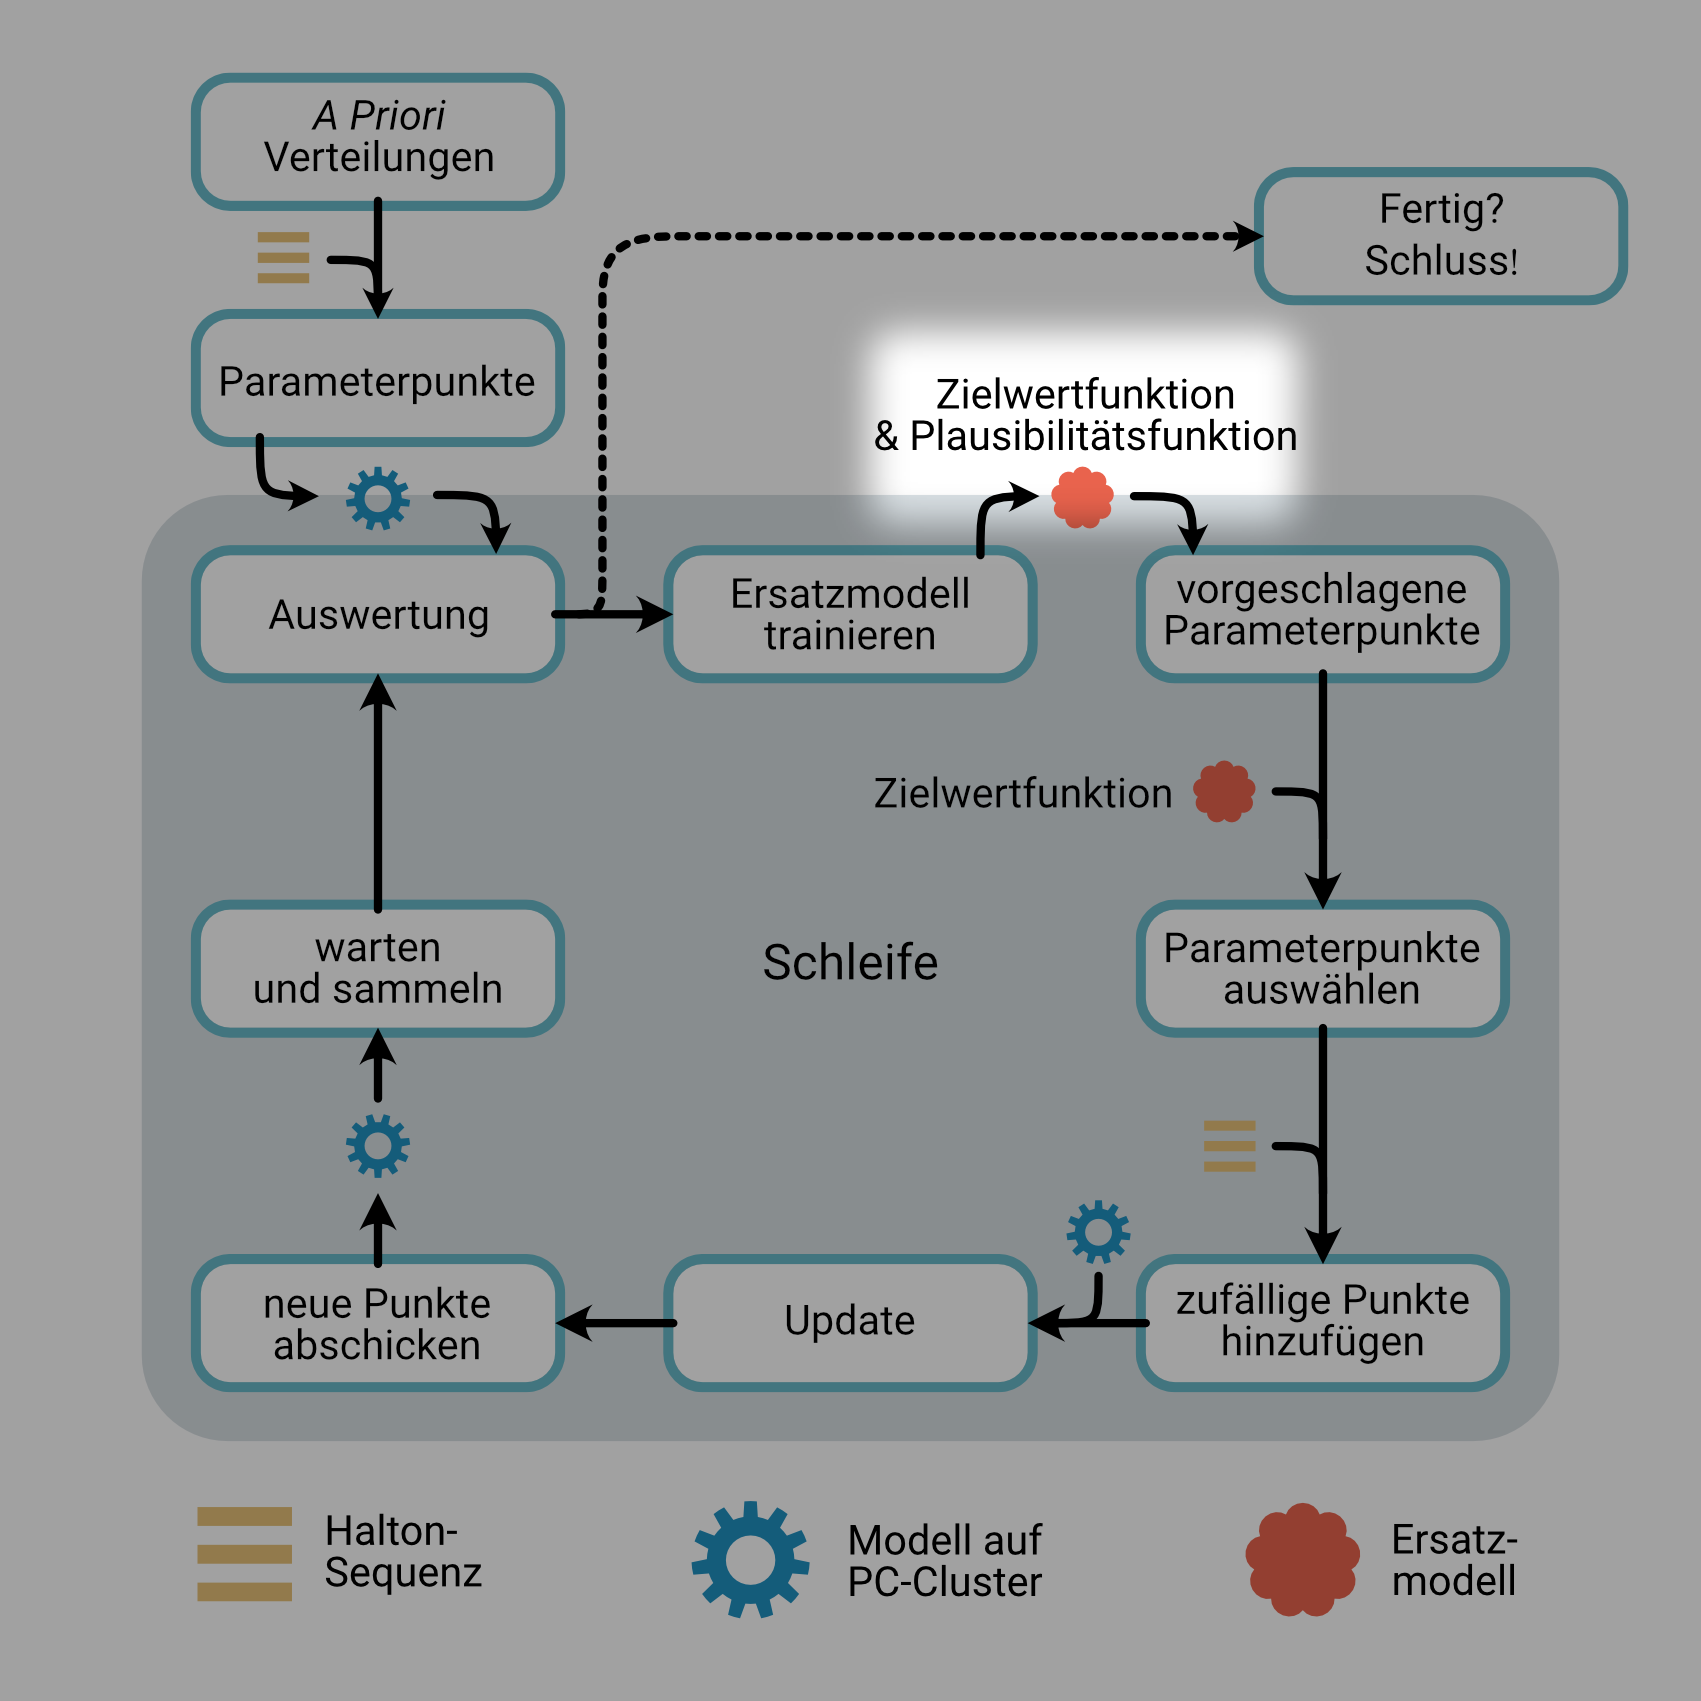 A Priori
Verteilungen
Fertig?
Schluss!
Parameterpunkte
Zielwertfunktion
& Plausibilitätsfunktion
Auswertung
Ersatzmodell
trainieren
vorgeschlagene
Parameterpunkte
Zielwertfunktion
warten
und sammeln
Schleife
Parameterpunkte
auswählen
neue Punkte
abschicken
Update
zufällige Punkte
hinzufügen
Halton-
Sequenz
Modell auf
PC-Cluster
Ersatz-
modell